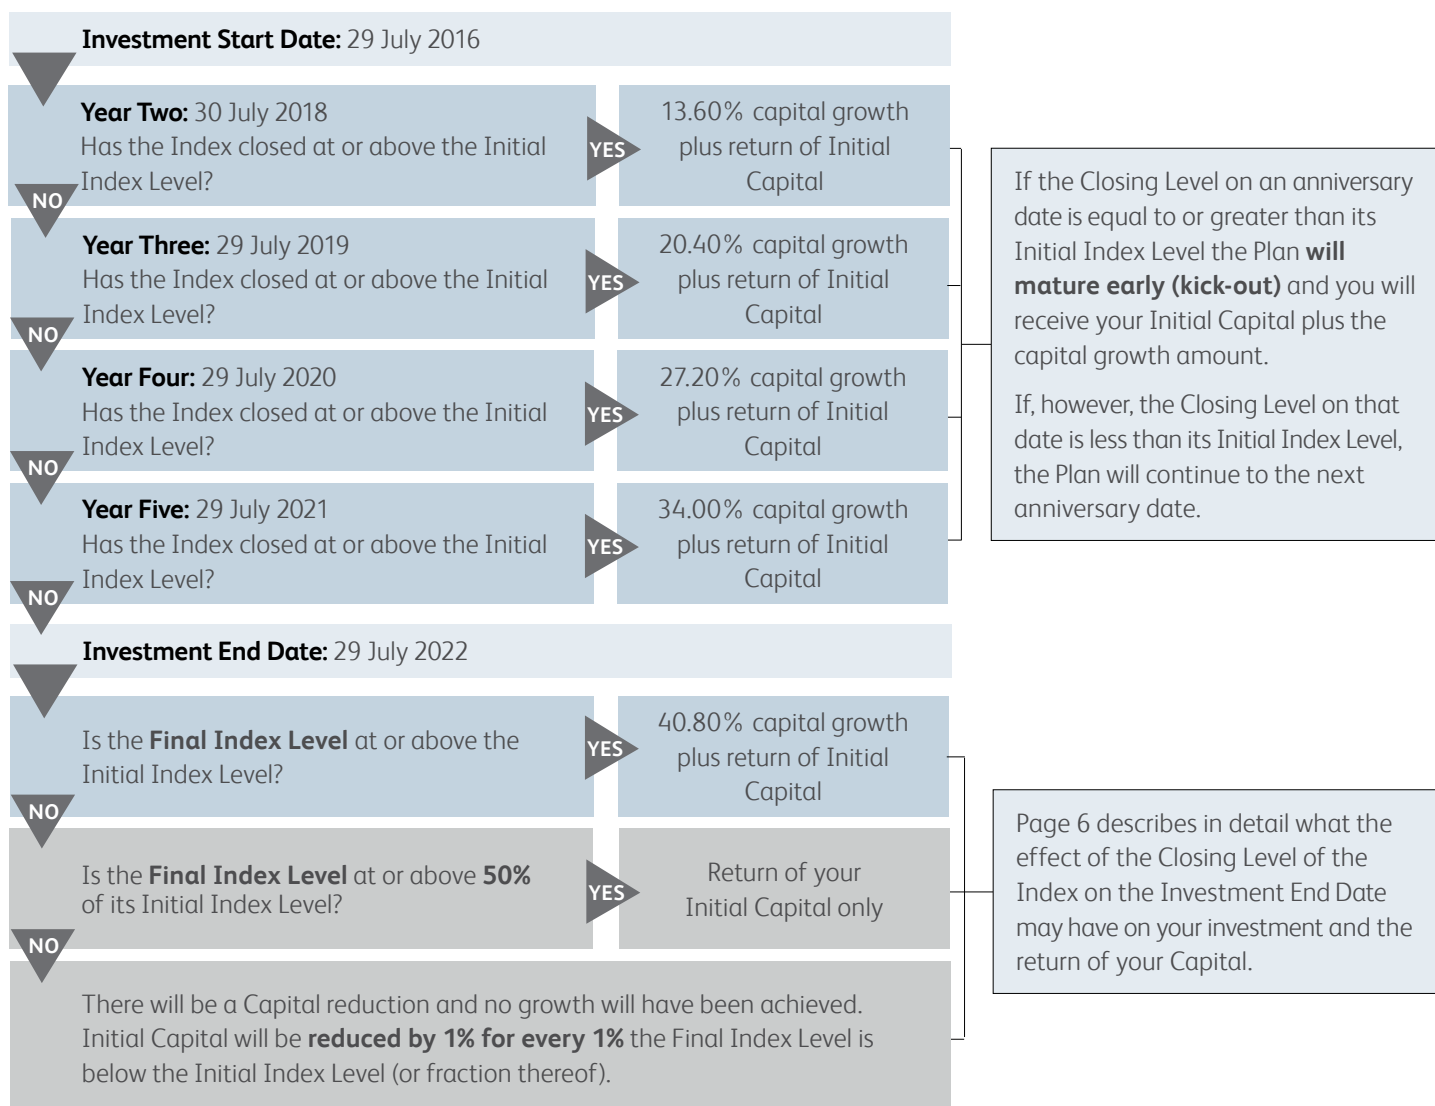 Investment Start Date: 29 July 2016
Year Two: 30 July 2018
Has the Index closed at or above the Initial
Index Level?
YES
13.60% capital growth
plus return of Initial
Capital
NO
Year Three: 29 July 2019
Has the Index closed at or above the Initial
Index Level?
YES
20.40% capital growth
plus return of Initial
Capital
NO
Year Four: 29 July 2020
Has the Index closed at or above the Initial
Index Level?
YES
27.20% capital growth
plus return of Initial
Capital
NO
Year Five: 29 July 2021
Has the Index closed at or above the Initial
Index Level?
YES
34.00% capital growth
plus return of Initial
Capital
NO
If the Closing Level on an anniversary
date is equal to or greater than its
Initial Index Level the Plan will
mature early (kick-out) and you will
receive your Initial Capital plus the
capital growth amount.
If, however, the Closing Level on that
date is less than its Initial Index Level,
the Plan will continue to the next
anniversary date.
Investment End Date: 29 July 2022
Is the Final Index Level at or above the
Initial Index Level?
YES
40.80% capital growth
plus return of Initial
Capital
NO
Is the Final Index Level at or above 50%
of its Initial Index Level?
YES
Return of your
Initial Capital only
NO
There will be a Capital reduction and no growth will have been achieved.
Initial Capital will be reduced by 1% for every 1% the Final Index Level is
below the Initial Index Level (or fraction thereof).
Page 6 describes in detail what the
effect of the Closing Level of the
Index on the Investment End Date
may have on your investment and the
return of your Capital.